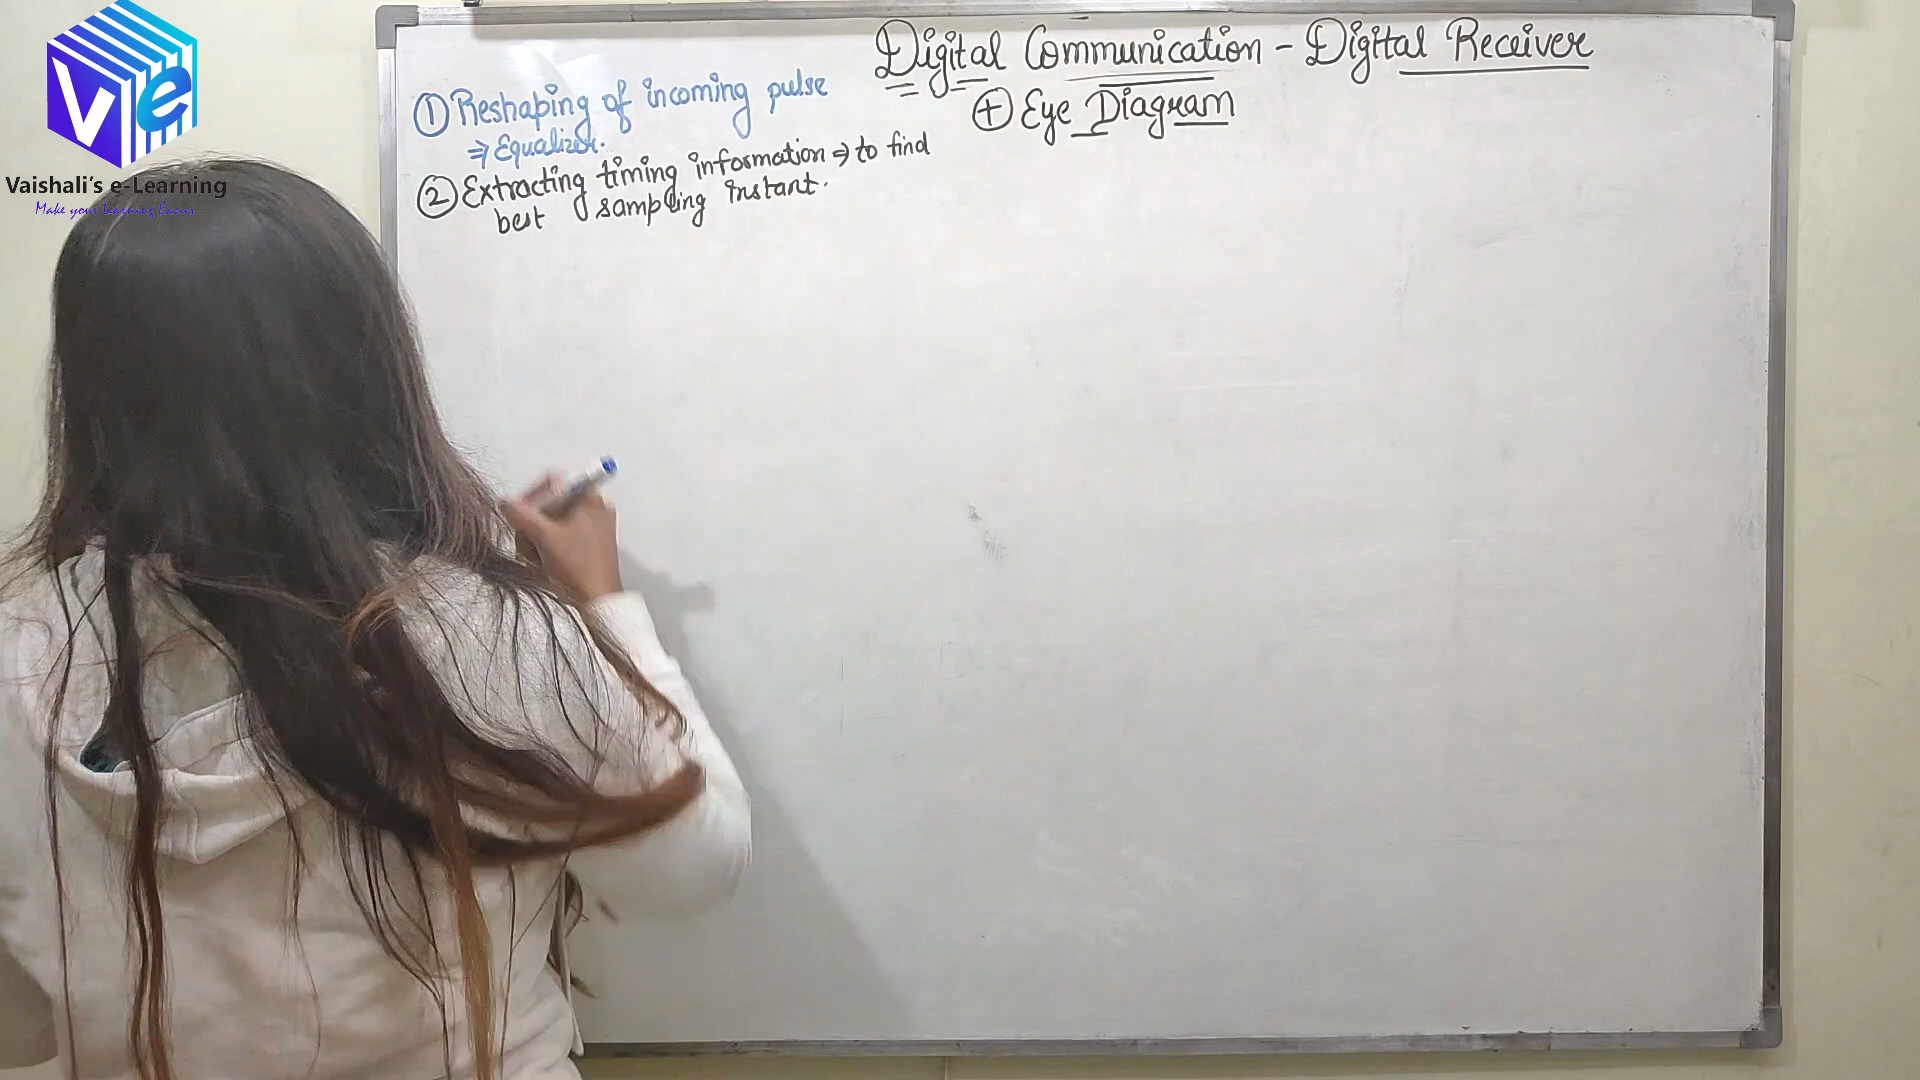 Ve
Vaishali's e-Learning
Make your Learning Easier
Digital Communication - Digital Receiver
+ Eye Diagram
① Reshaping of incoming pulse
⇒ Equalizer.
② Extracting timing information ⇒ to find
best sampling instant.